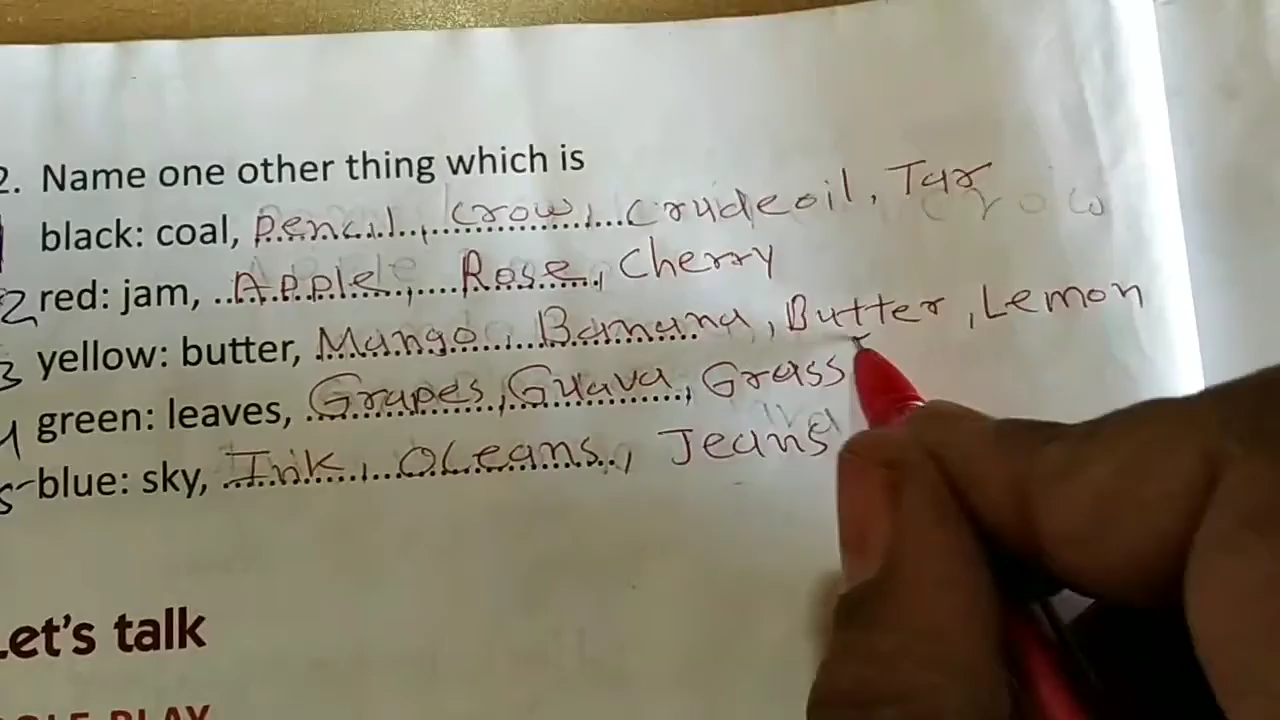 2. Name one other thing which is
black: coal, Pencil, Crow, Crudeoil, Tar
2 red: jam, Apple, Rose, Cherry
3 yellow: butter, Mango, Banana, Butter, Lemon
4 green: leaves, Grapes, Guava, Grass
5 blue: sky, Ink, Oceans, Jeans
Let's talk
ROLE PLAY